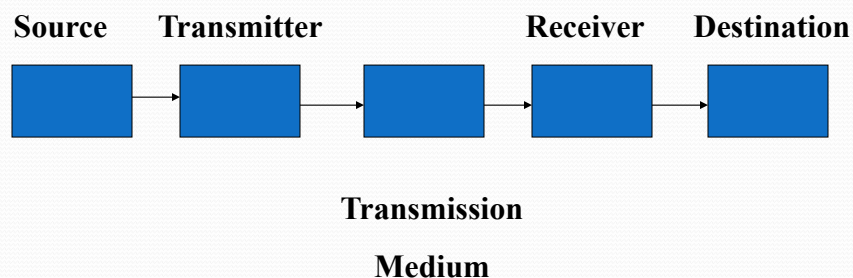 Source Transmitter Receiver Destination
Transmission
Medium